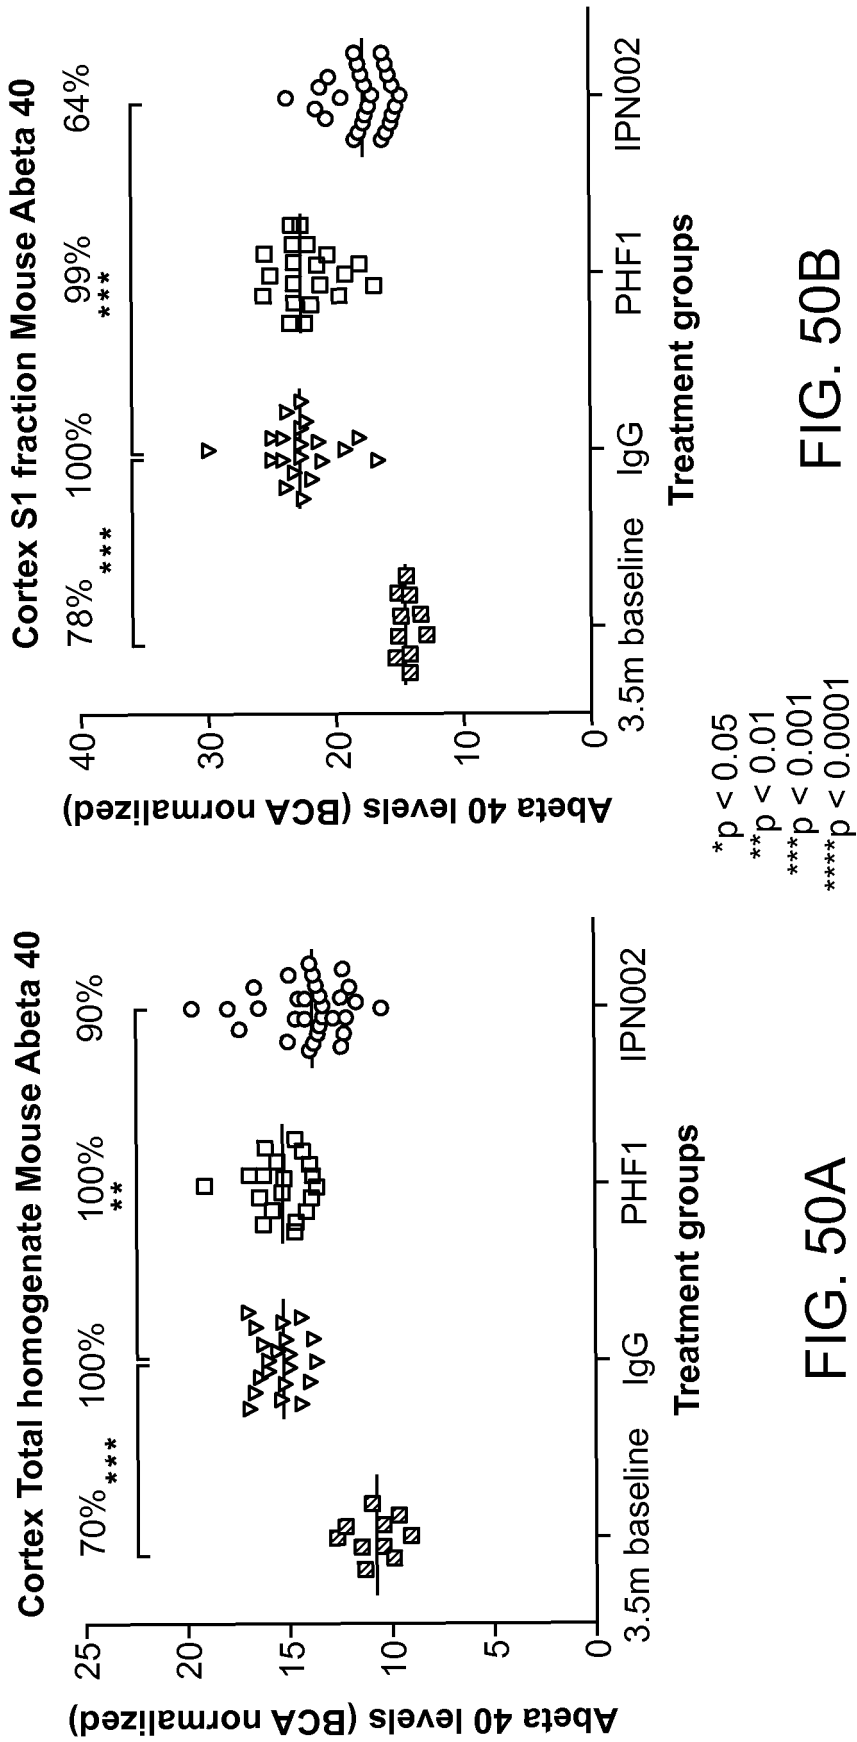 Cortex Total homogenate Mouse Abeta 40
70% 100% 100% 90%
*** **
Abeta 40 levels (BCA normalized)
25
20
15
10
5
0
3.5m baseline IgG PHF1 IPN002
Treatment groups
FIG. 50A
Cortex S1 fraction Mouse Abeta 40
78% 100% 99% 64%
*** ***
Abeta 40 levels (BCA normalized)
40
30
20
10
0
3.5m baseline IgG PHF1 IPN002
Treatment groups
*p < 0.05
**p < 0.01
***p < 0.001
****p < 0.0001
FIG. 50B